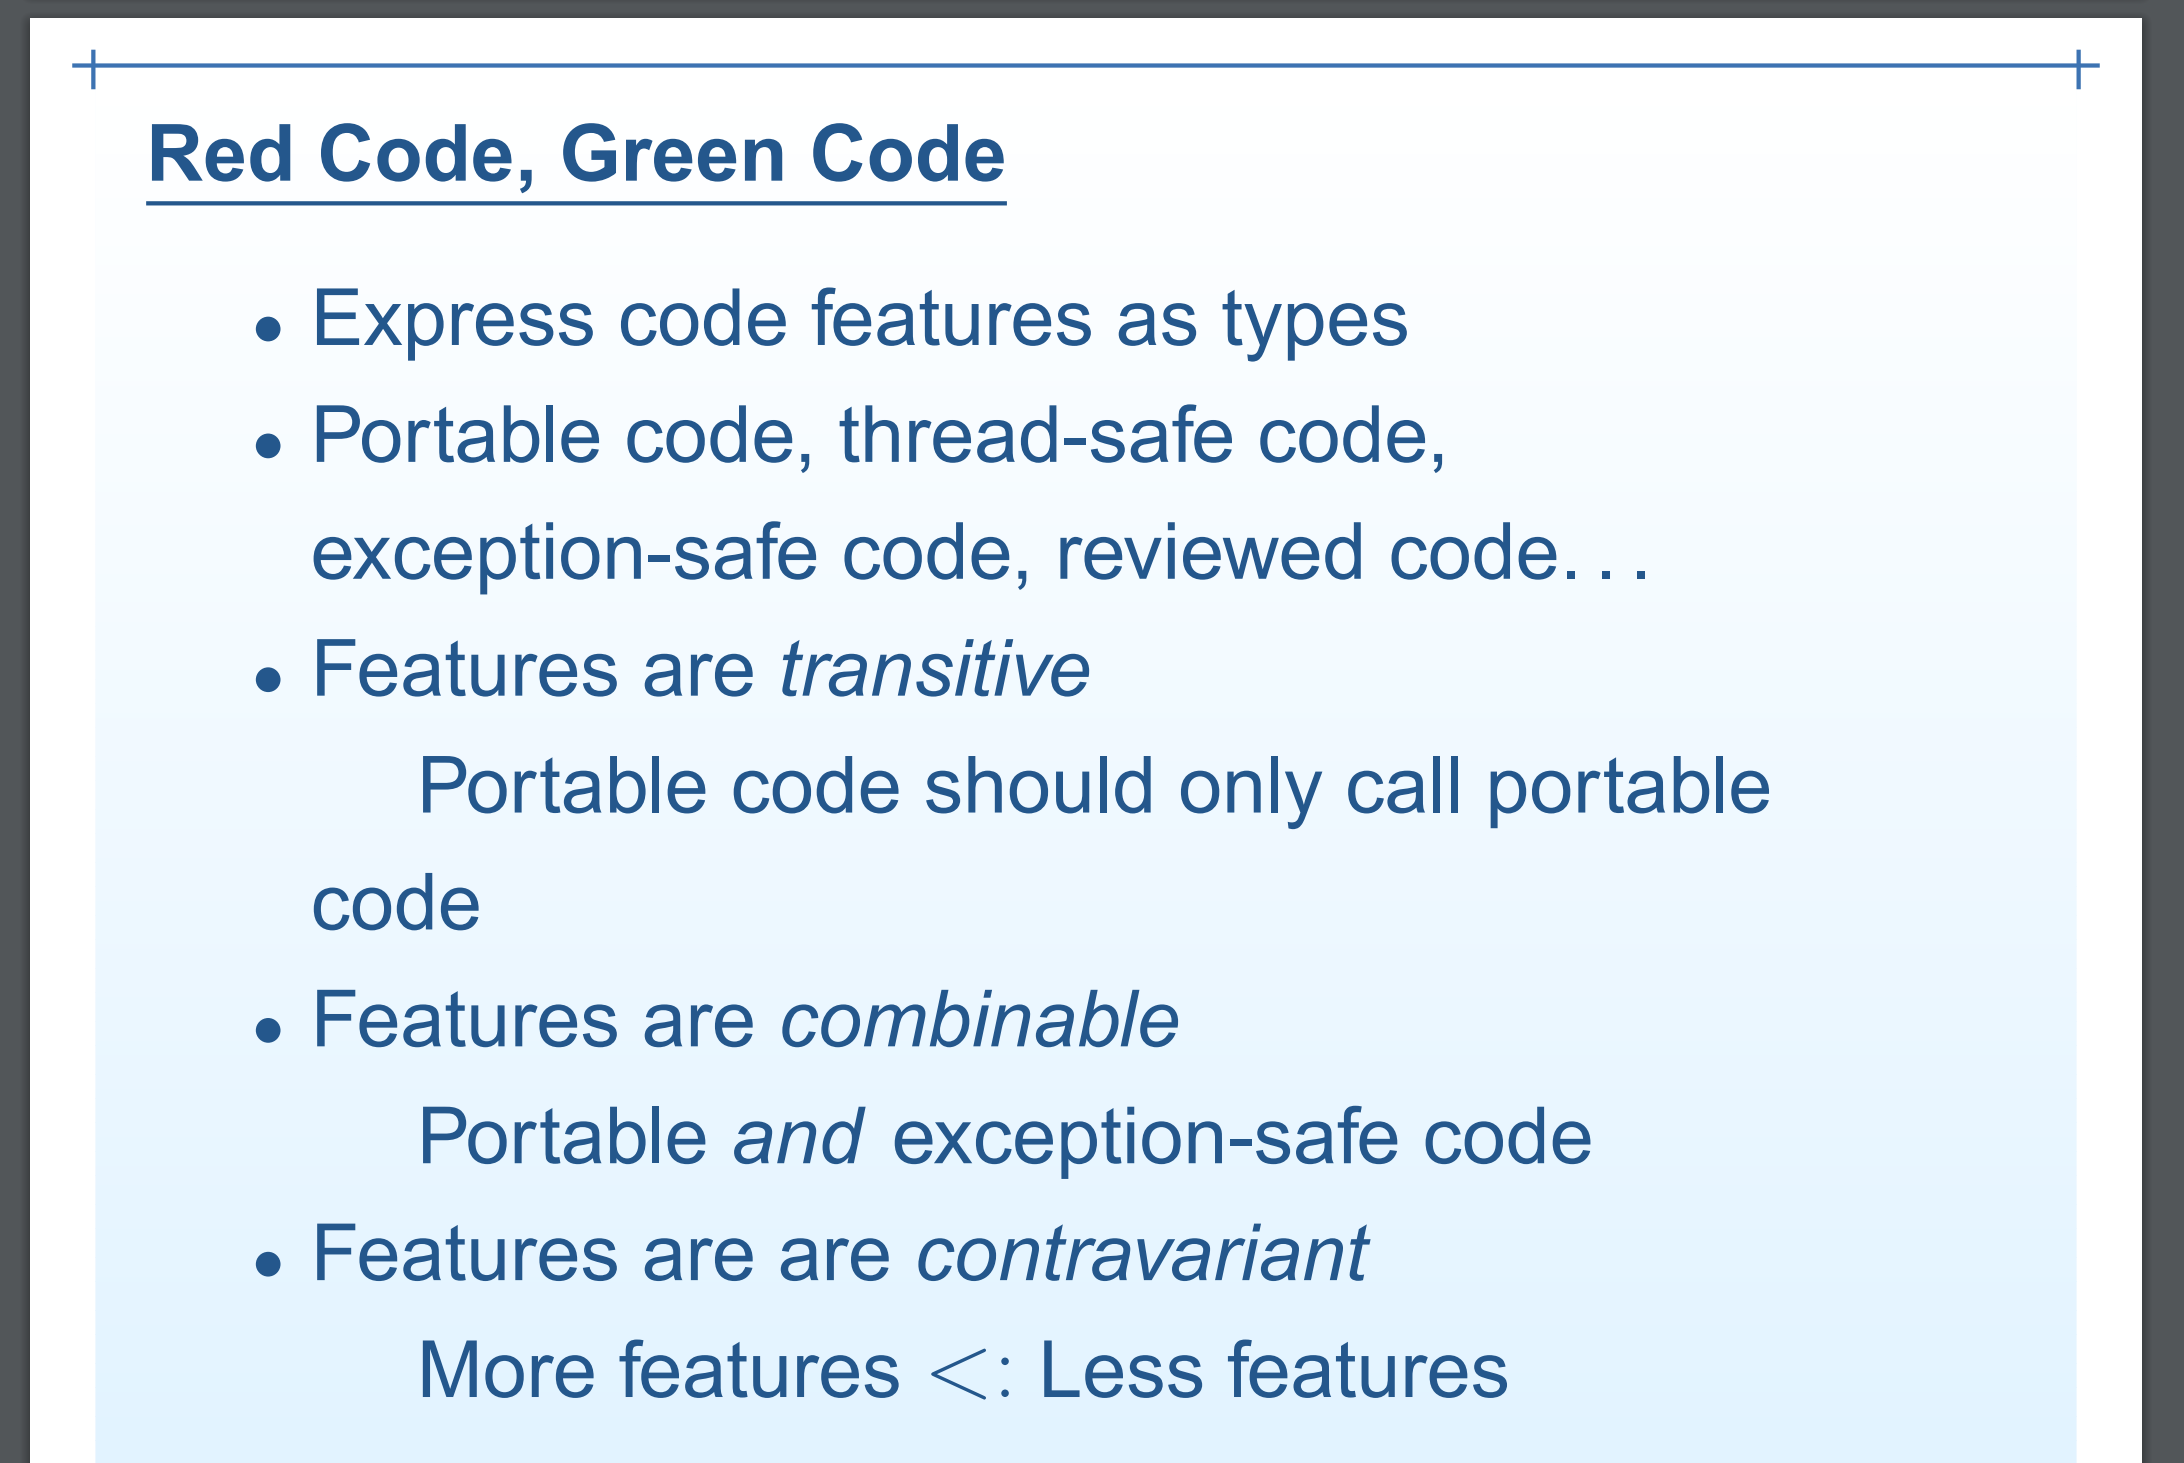 Red Code, Green Code
• Express code features as types
• Portable code, thread-safe code,
exception-safe code, reviewed code. . .
• Features are transitive
Portable code should only call portable
code
• Features are combinable
Portable and exception-safe code
• Features are are contravariant
More features <: Less features